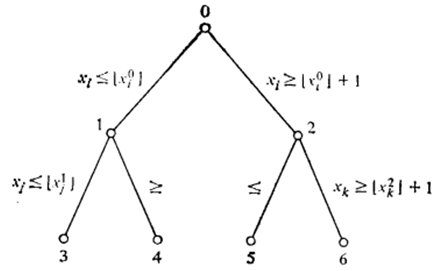 0
x_i ≤ ⌊x_i^0⌋
x_i ≥ ⌊x_i^0⌋ + 1
1
2
x_j ≤ ⌊x_j^1⌋
≥
≤
x_k ≥ ⌊x_k^2⌋ + 1
3
4
5
6